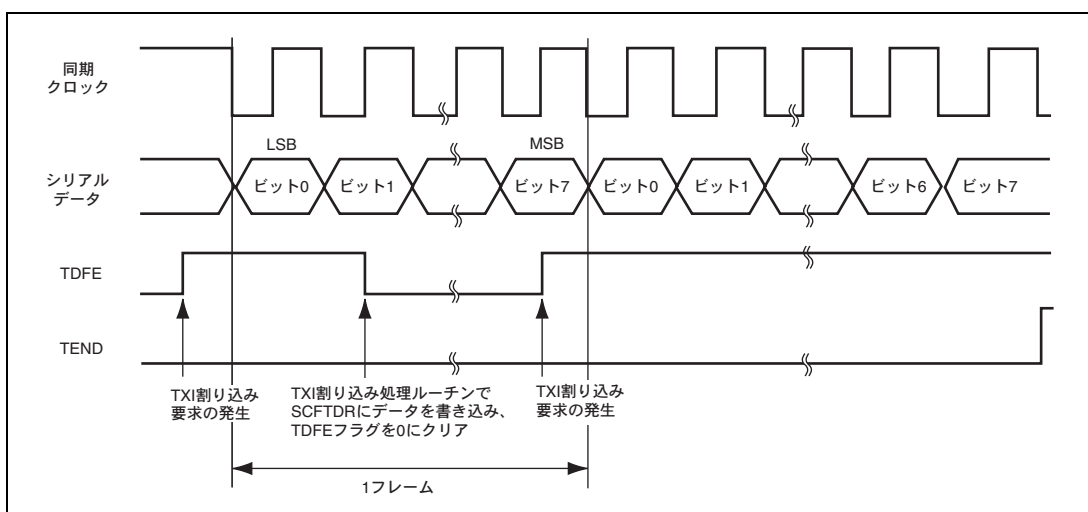 同期
クロック
LSB
MSB
シリアル
データ
ビット0
ビット1
ビット7
ビット0
ビット1
ビット6
ビット7
TDFE
TEND
TXI割り込み
要求の発生
TXI割り込み処理ルーチンで
SCFTDRにデータを書き込み、
TDFEフラグを0にクリア
TXI割り込み
要求の発生
1フレーム